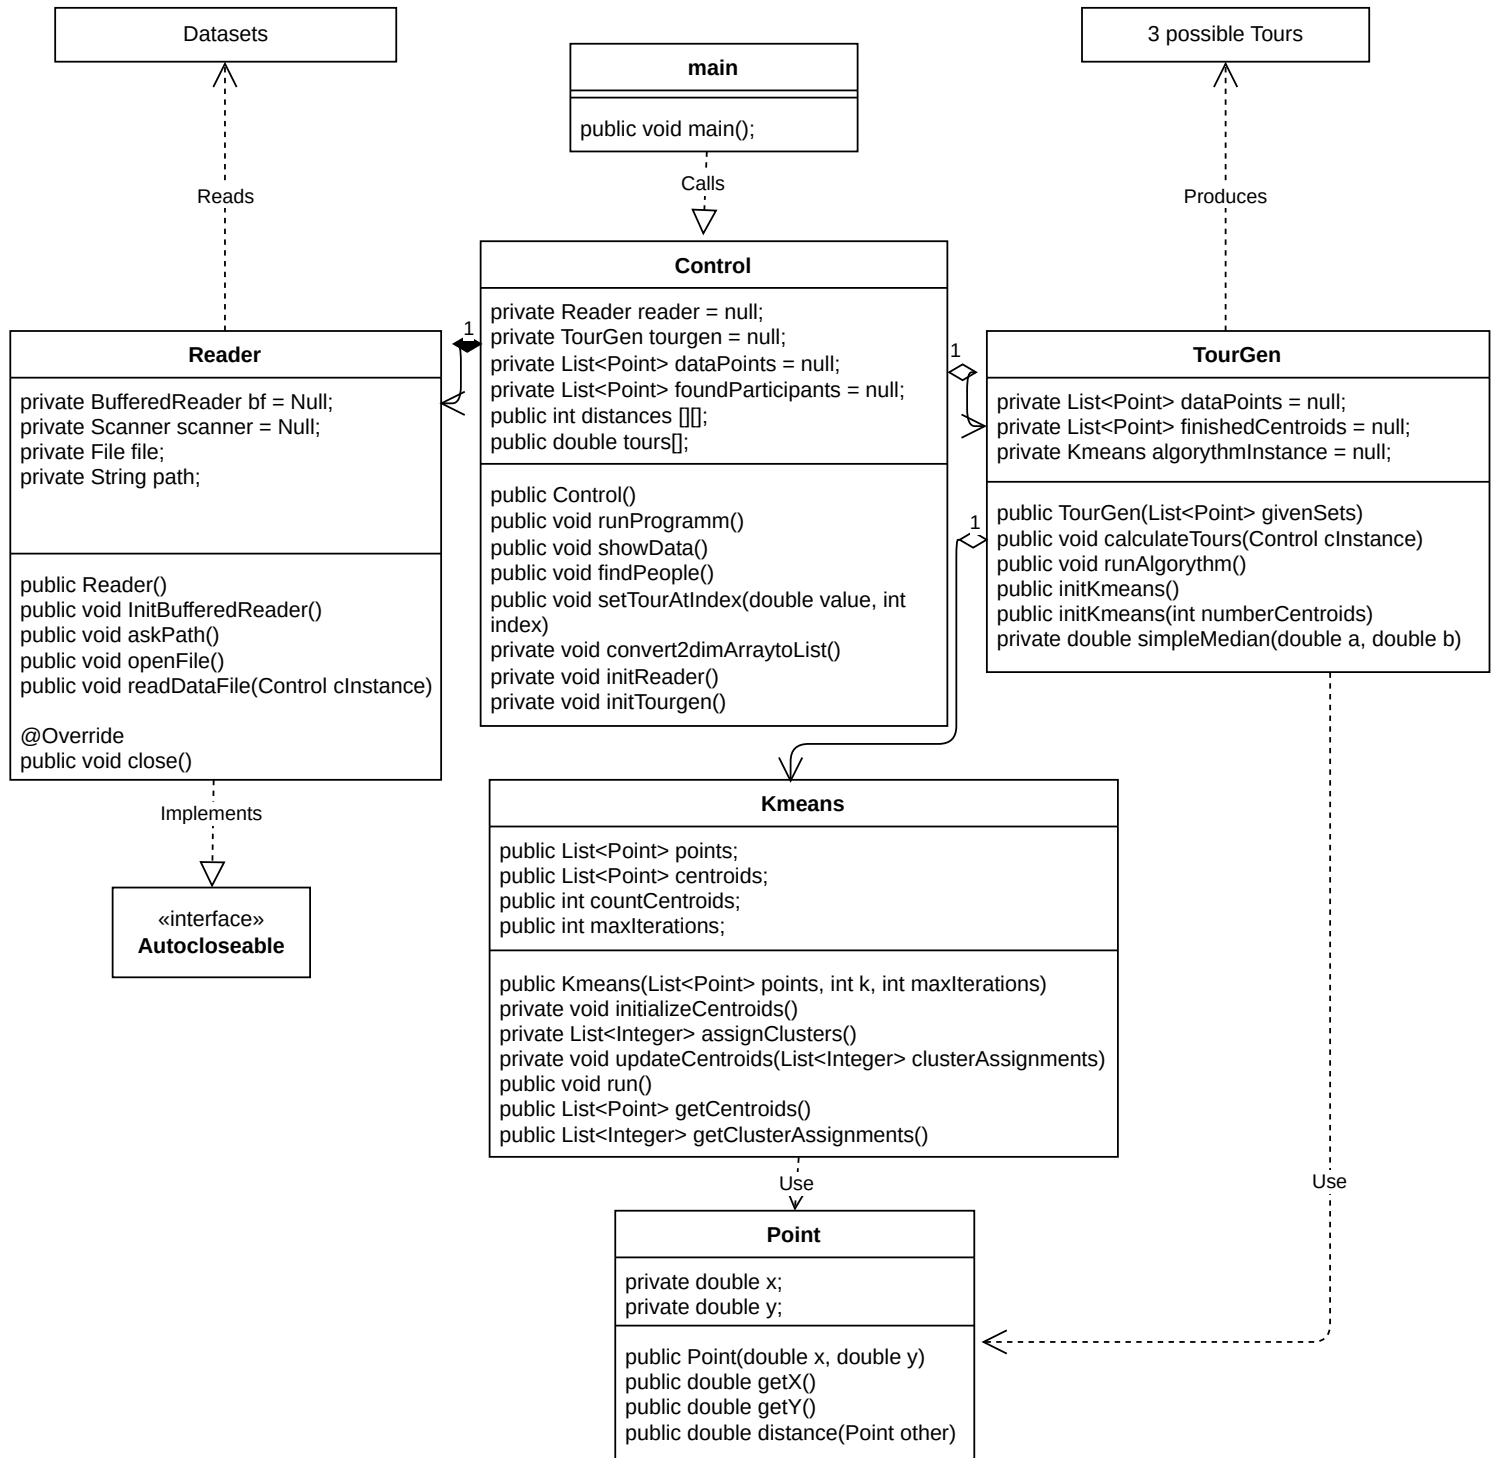 Datasets
3 possible Tours
main
public void main();
Calls
Reads
Produces
Control
private Reader reader = null;
private TourGen tourgen = null;
private List<Point> dataPoints = null;
private List<Point> foundParticipants = null;
public int distances [][];
public double tours[];
public Control()
public void runProgramm()
public void showData()
public void findPeople()
public void setTourAtIndex(double value, int
index)
private void convert2dimArraytoList()
private void initReader()
private void initTourgen()
1
Reader
private BufferedReader bf = Null;
private Scanner scanner = Null;
private File file;
private String path;
public Reader()
public void InitBufferedReader()
public void askPath()
public void openFile()
public void readDataFile(Control cInstance)
@Override
public void close()
Implements
«interface»
Autocloseable
1
TourGen
private List<Point> dataPoints = null;
private List<Point> finishedCentroids = null;
private Kmeans algorythmInstance = null;
public TourGen(List<Point> givenSets)
public void calculateTours(Control cInstance)
public void runAlgorythm()
public initKmeans()
public initKmeans(int numberCentroids)
private double simpleMedian(double a, double b)
1
Kmeans
public List<Point> points;
public List<Point> centroids;
public int countCentroids;
public int maxIterations;
public Kmeans(List<Point> points, int k, int maxIterations)
private void initializeCentroids()
private List<Integer> assignClusters()
private void updateCentroids(List<Integer> clusterAssignments)
public void run()
public List<Point> getCentroids()
public List<Integer> getClusterAssignments()
Use
Use
Point
private double x;
private double y;
public Point(double x, double y)
public double getX()
public double getY()
public double distance(Point other)